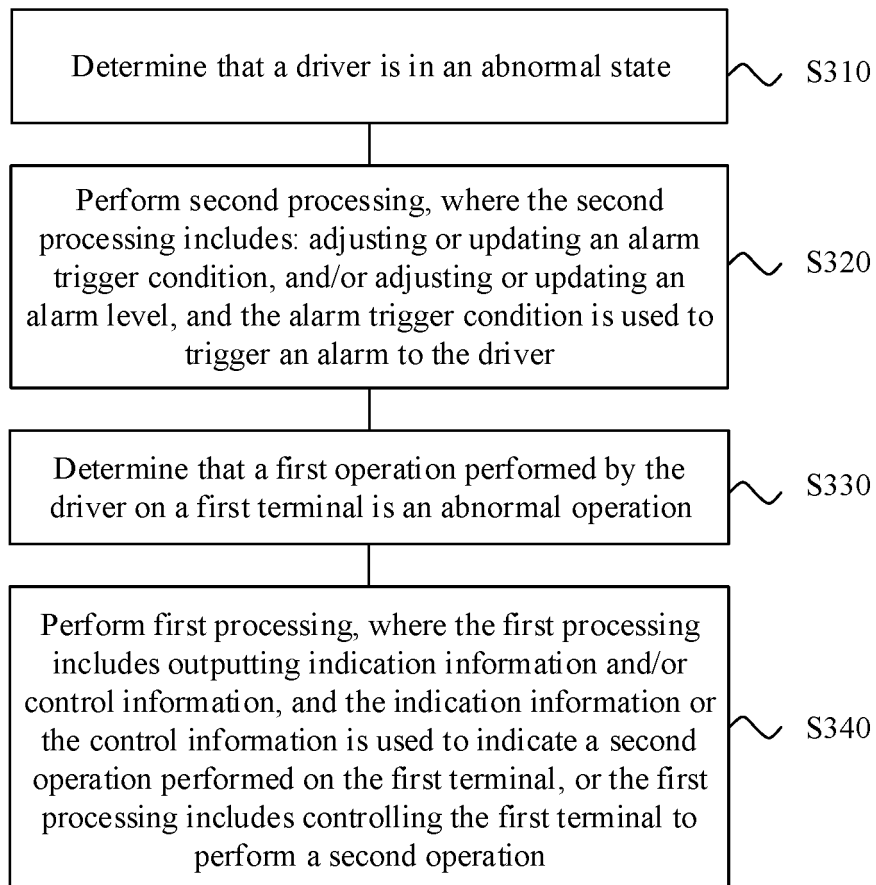 Determine that a driver is in an abnormal state
S310
Perform second processing, where the second
processing includes: adjusting or updating an alarm
trigger condition, and/or adjusting or updating an
alarm level, and the alarm trigger condition is used to
trigger an alarm to the driver
S320
Determine that a first operation performed by the
driver on a first terminal is an abnormal operation
S330
Perform first processing, where the first processing
includes outputting indication information and/or
control information, and the indication information or
the control information is used to indicate a second
operation performed on the first terminal, or the first
processing includes controlling the first terminal to
perform a second operation
S340